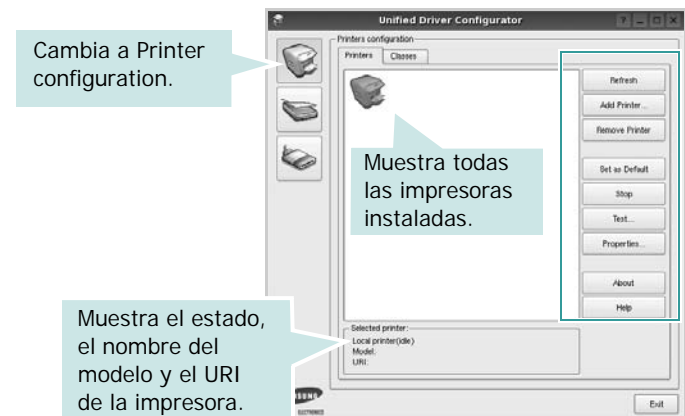 Unified Driver Configurator
Cambia a Printer
configuration.
Printers configuration
Printers Classes
Refresh
Add Printer...
Remove Printer
Set as Default
Stop
Test...
Properties...
About
Help
Muestra todas
las impresoras
instaladas.
Muestra el estado,
el nombre del
modelo y el URI
de la impresora.
Selected printer:
Local printer(idle)
Model:
URI:
ELECTRONICS
Exit